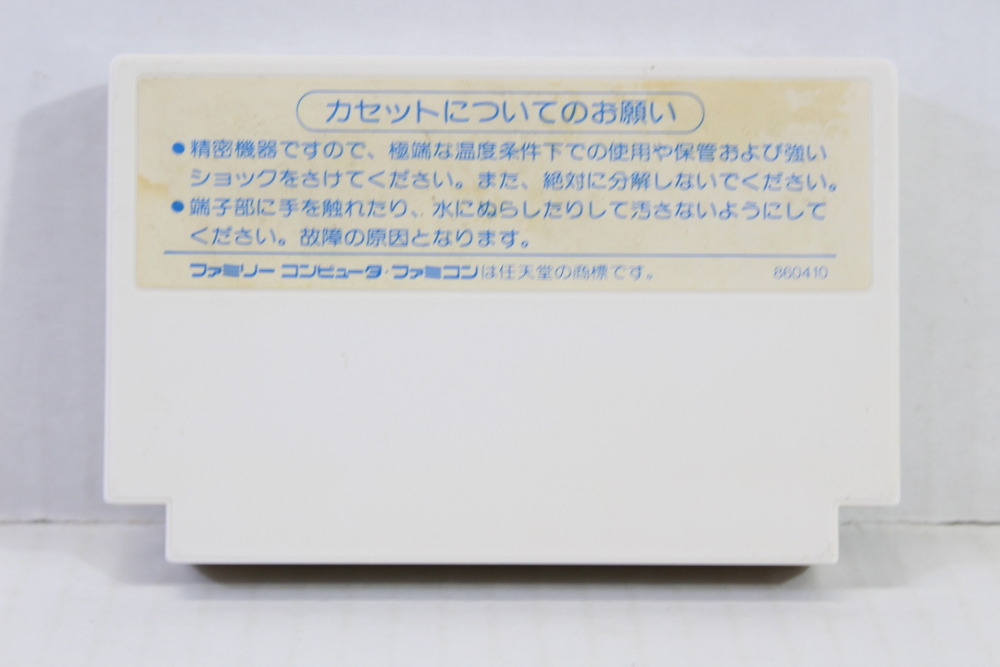 カセットについてのお願い
●精密機器ですので、極端な温度条件下での使用や保管および強い
ショックをさけてください。また、絶対に分解しないでください。
●端子部に手を触れたり、水にぬらしたりして汚さないようにして
ください。故障の原因となります。
ファミリーコンピュータ・ファミコンは任天堂の商標です。 860410